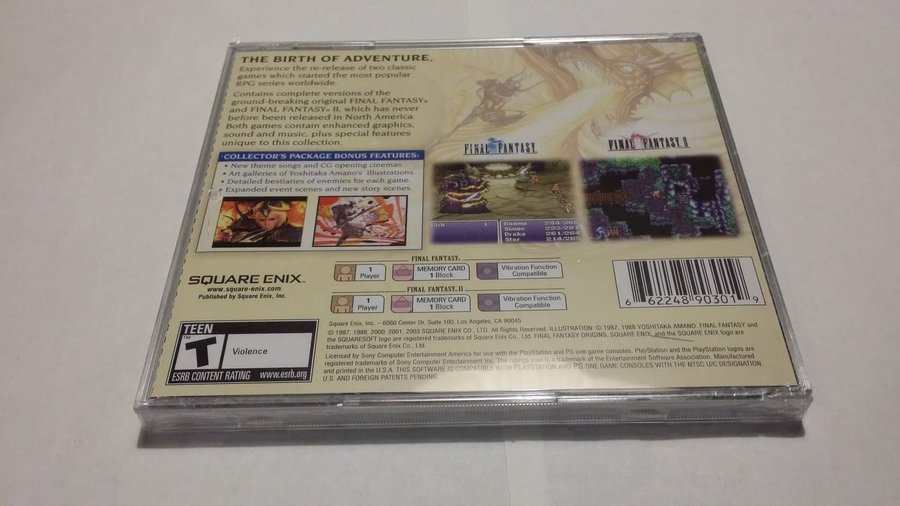 THE BIRTH OF ADVENTURE.
Experience the re-release of two classic
games which started the most popular
RPG series worldwide.
Contains complete versions of the
ground-breaking original FINAL FANTASY®
and FINAL FANTASY® II, which has never
before been released in North America.
Both games contain enhanced graphics,
sound and music, plus special features
unique to this collection.
COLLECTOR'S PACKAGE BONUS FEATURES:
• New theme songs and CG opening cinemas.
• Art galleries of Yoshitaka Amano's illustrations.
• Detailed bestiaries of enemies for each game.
• Expanded event scenes and new story scenes.
FINAL FANTASY
FINAL FANTASY II
Lich 1
244/265
Simon 233/281
Drake 261/264
Star 214/265
SQUARE ENIX™
www.square-enix.com
Published by Square Enix, Inc.
FINAL FANTASY®
1 Player
MEMORY CARD 1 Block
Vibration Function Compatible
FINAL FANTASY® II
1 Player
MEMORY CARD 1 Block
Vibration Function Compatible
6 62248 90301 9
TEEN
T
™
Violence
ESRB CONTENT RATING www.esrb.org
Square Enix, Inc. – 6060 Center Dr. Suite 100, Los Angeles, CA 90045
© 1987, 1988, 2000, 2001, 2003 SQUARE ENIX CO., LTD. All Rights Reserved. ILLUSTRATION: © 1987, 1988 YOSHITAKA AMANO. FINAL FANTASY and
the SQUARESOFT logo are registered trademarks of Square Enix Co., Ltd. FINAL FANTASY ORIGINS, SQUARE ENIX, and the SQUARE ENIX logo are
trademarks of Square Enix Co., Ltd.
Licensed by Sony Computer Entertainment America for use with the PlayStation and PS one game consoles. PlayStation and the PlayStation logos are
registered trademarks of Sony Computer Entertainment Inc. The ratings icon is a trademark of the Entertainment Software Association. Manufactured
and printed in the U.S.A. THIS SOFTWARE IS COMPATIBLE WITH PLAYSTATION AND PS ONE GAME CONSOLES WITH THE NTSC U/C DESIGNATION.
U.S. AND FOREIGN PATENTS PENDING.